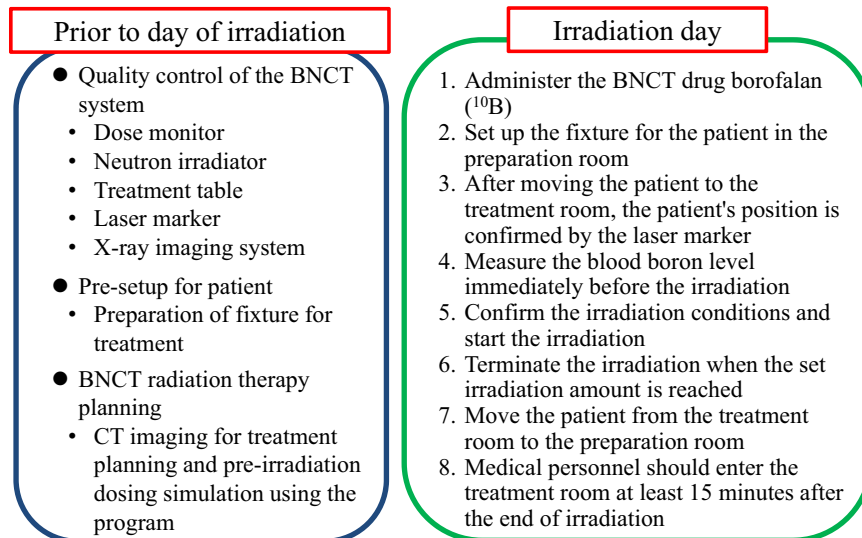 Prior to day of irradiation
● Quality control of the BNCT
system
• Dose monitor
• Neutron irradiator
• Treatment table
• Laser marker
• X-ray imaging system
● Pre-setup for patient
• Preparation of fixture for
treatment
● BNCT radiation therapy
planning
• CT imaging for treatment
planning and pre-irradiation
dosing simulation using the
program
Irradiation day
1. Administer the BNCT drug borofalan
(¹⁰B)
2. Set up the fixture for the patient in the
preparation room
3. After moving the patient to the
treatment room, the patient's position is
confirmed by the laser marker
4. Measure the blood boron level
immediately before the irradiation
5. Confirm the irradiation conditions and
start the irradiation
6. Terminate the irradiation when the set
irradiation amount is reached
7. Move the patient from the treatment
room to the preparation room
8. Medical personnel should enter the
treatment room at least 15 minutes after
the end of irradiation